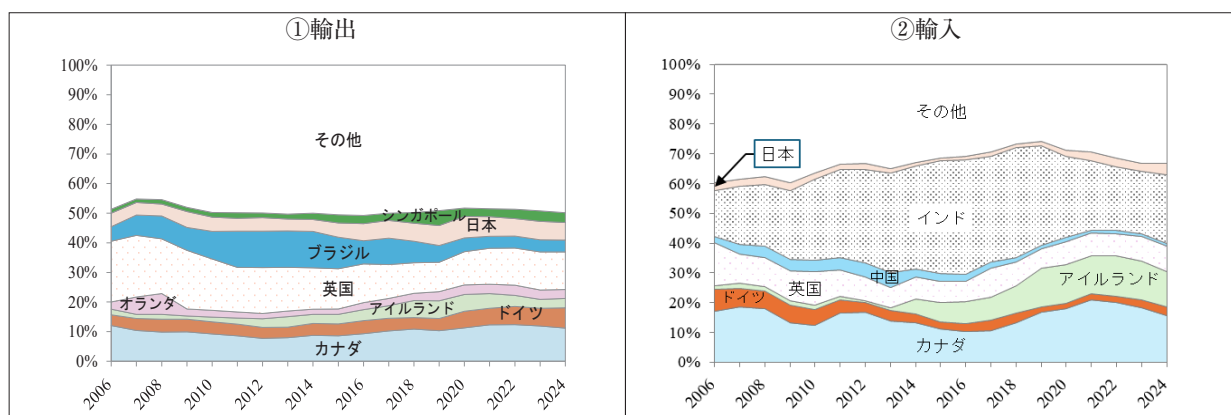 ①輸出
100%
90%
80%
70%
60%
50%
40%
30%
20%
10%
0%
その他
シンガポール
日本
ブラジル
英国
オランダ
アイルランド
ドイツ
カナダ
2006
2008
2010
2012
2014
2016
2018
2020
2022
2024
②輸入
100%
90%
80%
70%
60%
50%
40%
30%
20%
10%
0%
その他
日本
インド
中国
英国
アイルランド
ドイツ
カナダ
2006
2008
2010
2012
2014
2016
2018
2020
2022
2024